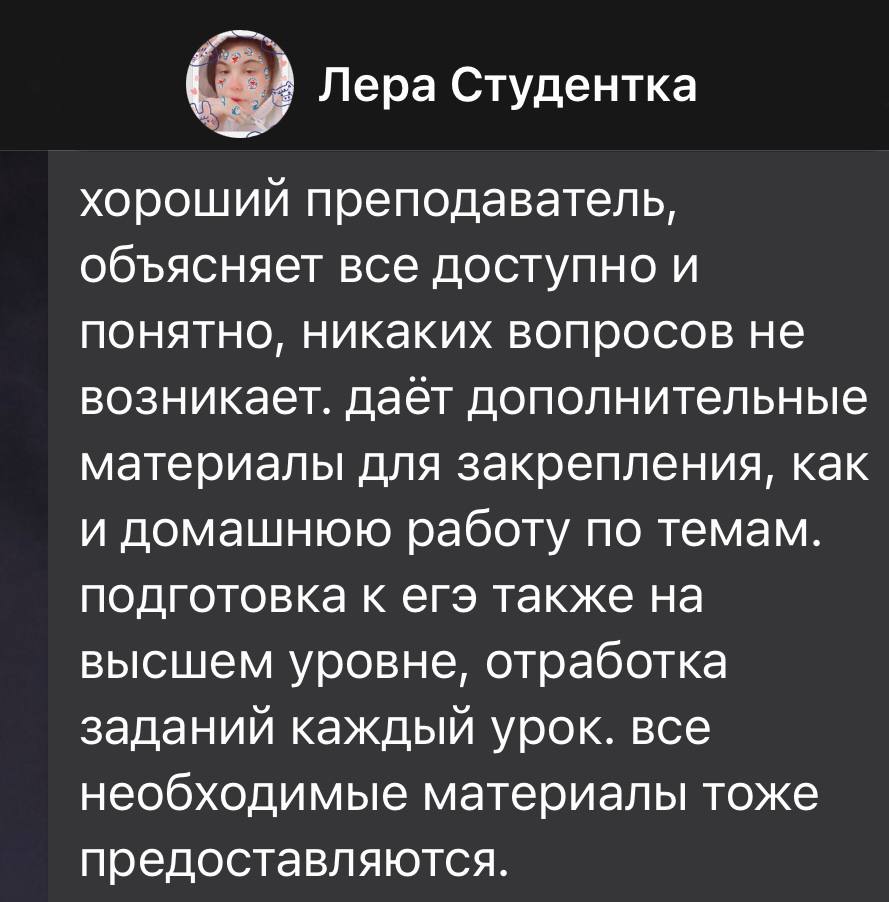 Лера Студентка
хороший преподаватель,
объясняет все доступно и
понятно, никаких вопросов не
возникает. даёт дополнительные
материалы для закрепления, как
и домашнюю работу по темам.
подготовка к егэ также на
высшем уровне, отработка
заданий каждый урок. все
необходимые материалы тоже
предоставляются.